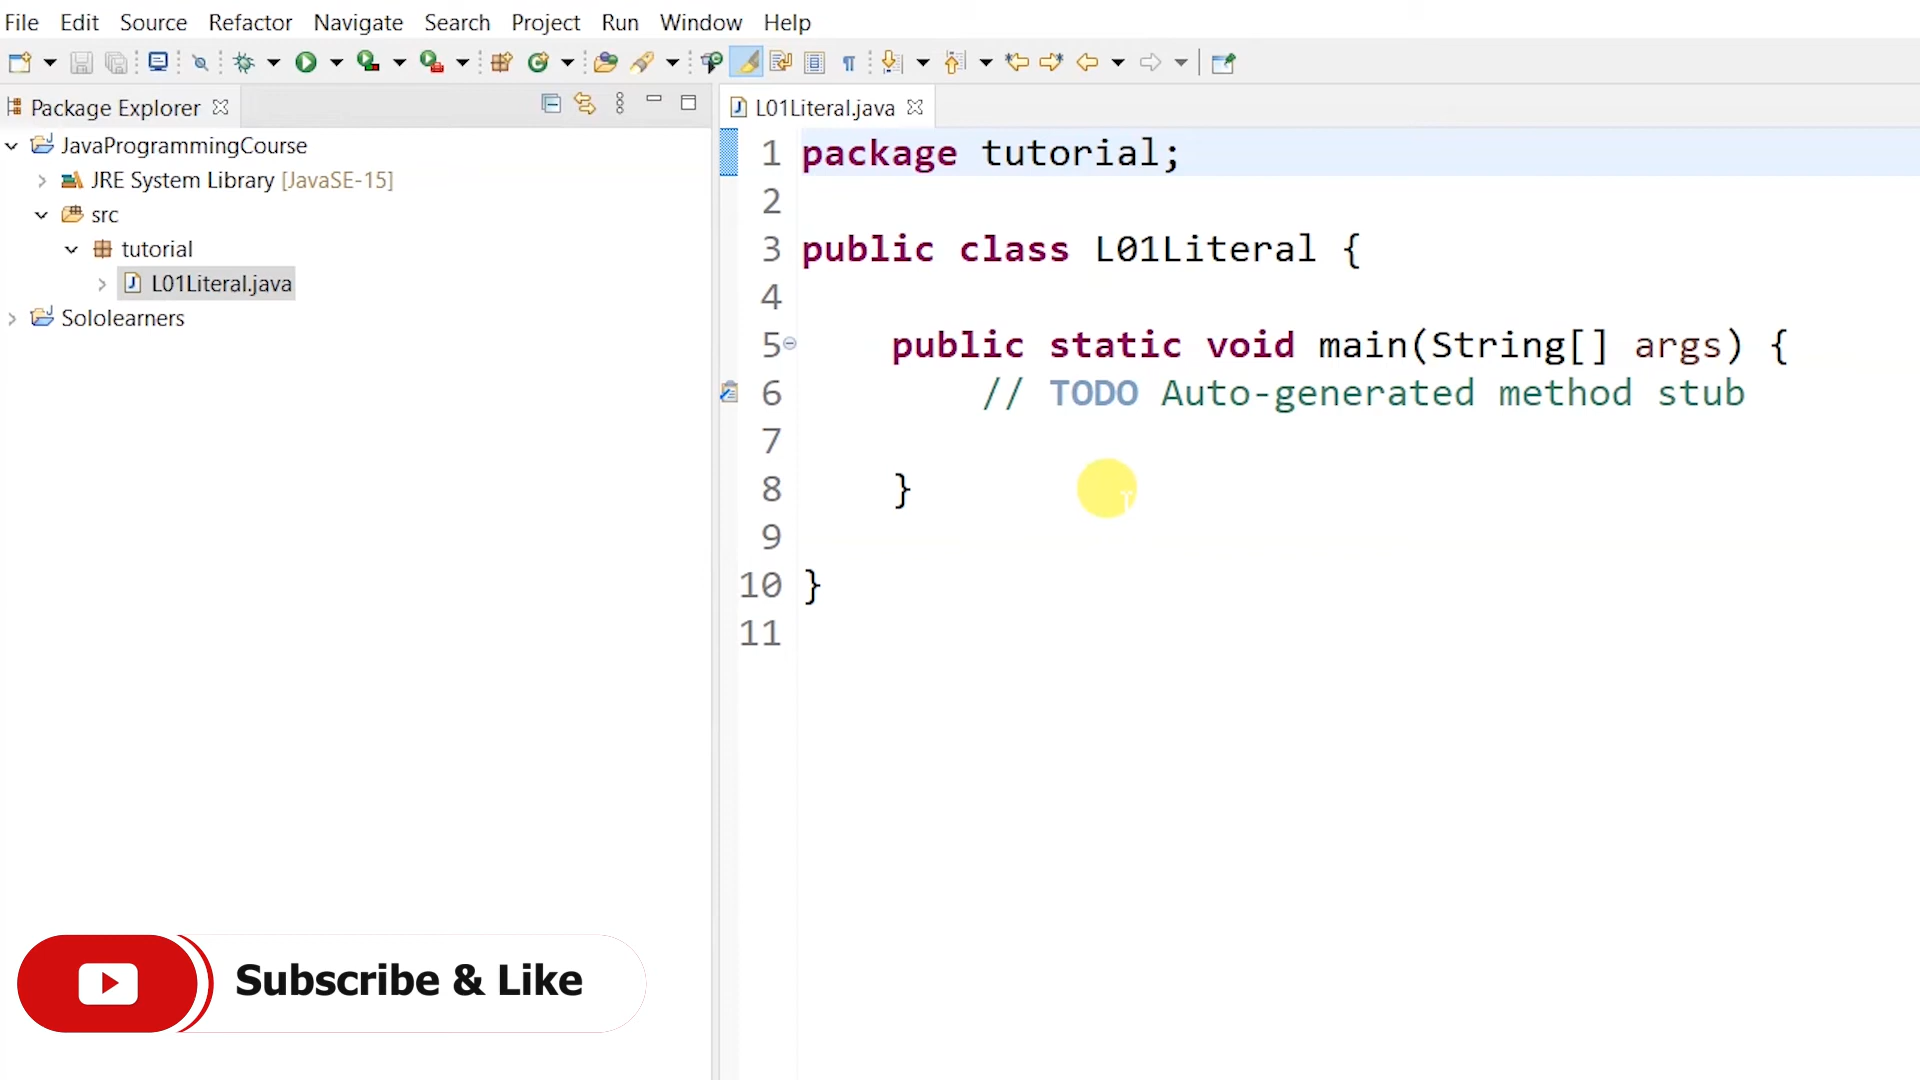 File Edit Source Refactor Navigate Search Project Run Window Help
Package Explorer
JavaProgrammingCourse
JRE System Library [JavaSE-15]
src
tutorial
L01Literal.java
Sololearners
L01Literal.java
1 package tutorial;
2
3 public class L01Literal {
4
5 public static void main(String[] args) {
6 // TODO Auto-generated method stub
7
8 }
9
10 }
11
Subscribe & Like